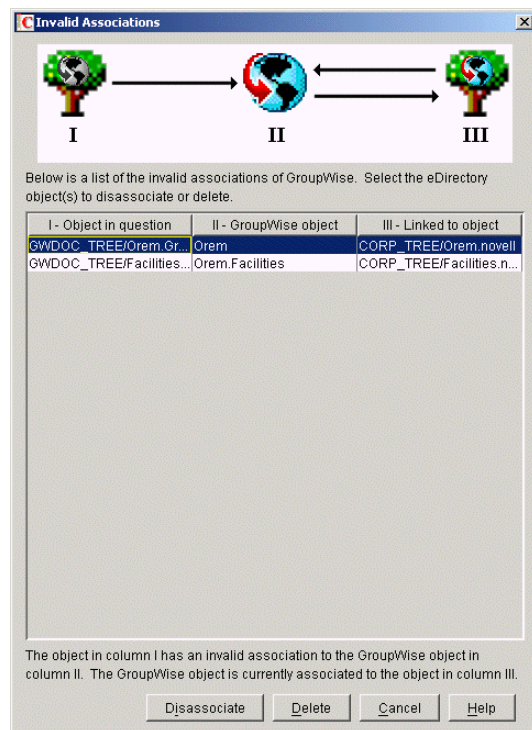 Invalid Associations
I
II
III
Below is a list of the invalid associations of GroupWise. Select the eDirectory
object(s) to disassociate or delete.
I - Object in question II - GroupWise object III - Linked to object
GWDOC_TREE/Orem.Gr... Orem CORP_TREE/Orem.novell
GWDOC_TREE/Facilities... Orem.Facilities CORP_TREE/Facilities.n...
The object in column I has an invalid association to the GroupWise object in
column II. The GroupWise object is currently associated to the object in column III.
Disassociate Delete Cancel Help